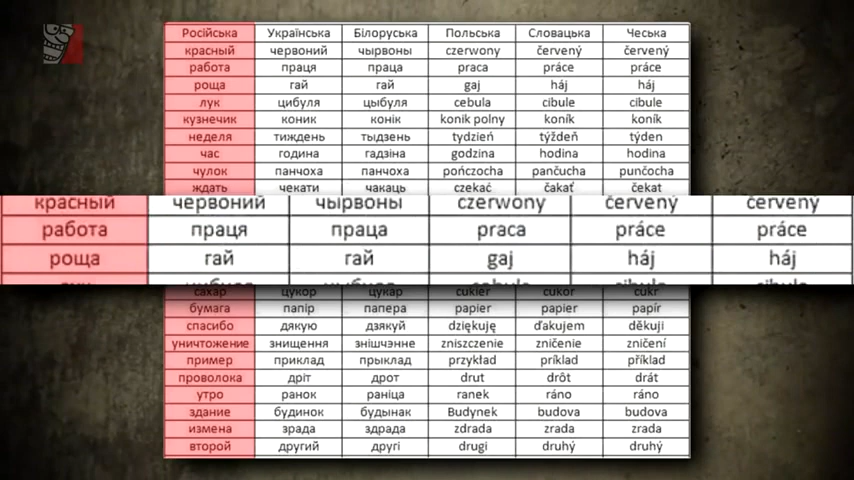 Російська Українська Білоруська Польська Словацька Чеська
красный червоний чырвоны czerwony červený červený
работа праця праца praca práce práce
роща гай гай gaj háj háj
лук цибуля цыбуля cebula cibule cibule
кузнечик коник конік konik polny koník koník
неделя тиждень тыдзень tydzień týždeň týden
час година гадзіна godzina hodina hodina
чулок панчоха панчоха pończocha pančucha punčocha
ждать чекати чакаць czekać čakať čekat
красный червоний чырвоны czerwony červený červený
работа праця праца praca práce práce
роща гай гай gaj háj háj
сахар цукор цукар cukier cukor cukr
бумага папір папера papier papier papír
спасибо дякую дзякуй dziękuję ďakujem děkuji
уничтожение знищення знішчэнне zniszczenie zničenie zničení
пример приклад прыклад przykład príklad příklad
проволока дріт дрот drut drôt drát
утро ранок раніца ranek ráno ráno
здание будинок будынак Budynek budova budova
измена зрада здрада zdrada zrada zrada
второй другий другі drugi druhý druhý